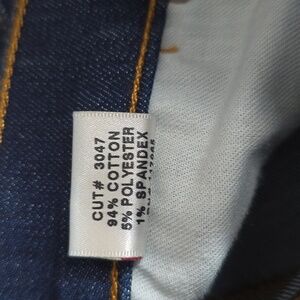 CUT# 3047
94% COTTON
5% POLYESTER
1% SPANDEX